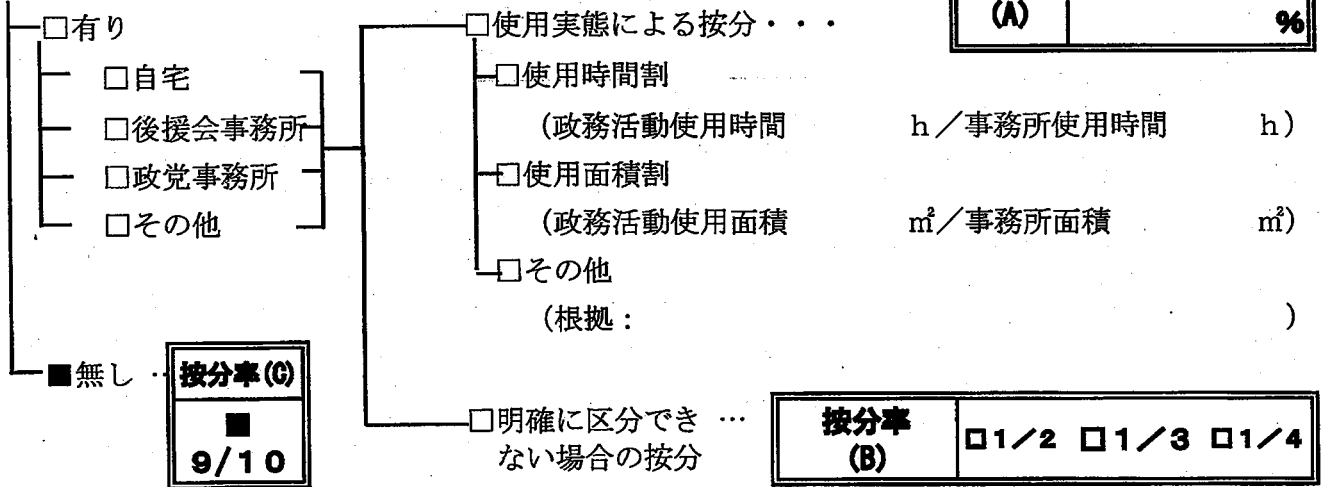 □有り
□使用実態による按分・・・
(A)
%
□自宅
□使用時間割
□後援会事務所
(政務活動使用時間 h/事務所使用時間 h)
□政党事務所
□使用面積割
□その他
(政務活動使用面積 ㎡/事務所面積 ㎡)
□その他
(根拠: )
■無し ‥
按分率(C)
■
9/10
□明確に区分でき …
ない場合の按分
按分率
(B)
□1/2 □1/3 □1/4